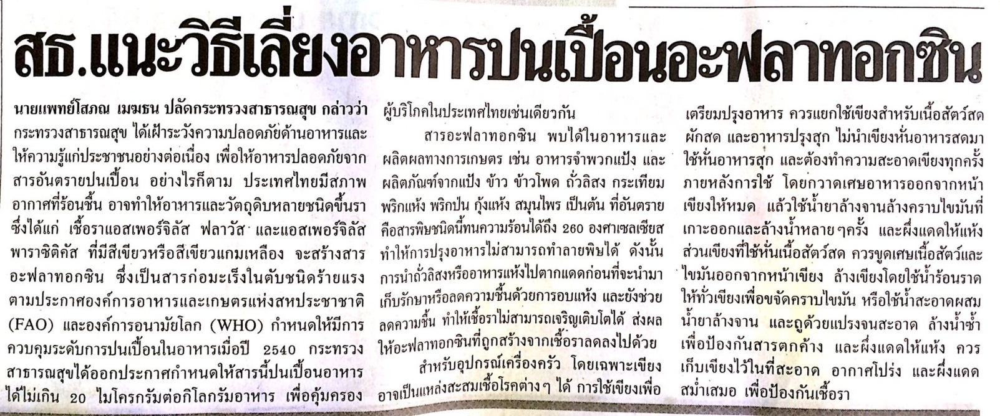 สธ.แนะวิธีเลี่ยงอาหารปนเปื้อนอะฟลาทอกซิน
นายแพทย์โสภณ เมฆธน ปลัดกระทรวงสาธารณสุข กล่าวว่า
กระทรวงสาธารณสุข ได้เฝ้าระวังความปลอดภัยด้านอาหารและ
ให้ความรู้แก่ประชาชนอย่างต่อเนื่อง เพื่อให้อาหารปลอดภัยจาก
สารอันตรายปนเปื้อน อย่างไรก็ตาม ประเทศไทยมีสภาพ
อากาศที่ร้อนชื้น อาจทำให้อาหารและวัตถุดิบหลายชนิดขึ้นรา
ซึ่งได้แก่ เชื้อราแอสเพอร์จิลัส ฟลาวัส และแอสเพอร์จิลัส
พาราซิติคัส ที่มีสีเขียวหรือสีเขียวแกมเหลือง จะสร้างสาร
อะฟลาทอกซิน ซึ่งเป็นสารก่อมะเร็งในตับชนิดร้ายแรง
ตามประกาศองค์การอาหารและเกษตรแห่งสหประชาชาติ
(FAO) และองค์การอนามัยโลก (WHO) กำหนดให้มีการ
ควบคุมระดับการปนเปื้อนในอาหารเมื่อปี 2540 กระทรวง
สาธารณสุขได้ออกประกาศกำหนดให้สารนี้ปนเปื้อนอาหาร
ได้ไม่เกิน 20 ไมโครกรัมต่อกิโลกรัมอาหาร เพื่อคุ้มครอง
ผู้บริโภคในประเทศไทยเช่นเดียวกัน
สารอะฟลาทอกซิน พบได้ในอาหารและ
ผลิตผลทางการเกษตร เช่น อาหารจำพวกแป้ง และ
ผลิตภัณฑ์จากแป้ง ข้าว ข้าวโพด ถั่วลิสง กระเทียม
พริกแห้ง พริกป่น กุ้งแห้ง สมุนไพร เป็นต้น ที่อันตราย
คือสารพิษชนิดนี้ทนความร้อนได้ถึง 260 องศาเซลเซียส
ทำให้การปรุงอาหารไม่สามารถทำลายพิษได้ ดังนั้น
การนำถั่วลิสงหรืออาหารแห้งไปตากแดดก่อนที่จะนำมา
เก็บรักษาหรือลดความชื้นด้วยการอบแห้ง และยังช่วย
ลดความชื้น ทำให้เชื้อราไม่สามารถเจริญเติบโตได้ ส่งผล
ให้อะฟลาทอกซินที่ถูกสร้างจากเชื้อราลดลงไปด้วย
สำหรับอุปกรณ์เครื่องครัว โดยเฉพาะเขียง
อาจเป็นแหล่งสะสมเชื้อโรคต่างๆ ได้ การใช้เขียงเพื่อ
เตรียมปรุงอาหาร ควรแยกใช้เขียงสำหรับเนื้อสัตว์สด
ผักสด และอาหารปรุงสุก ไม่นำเขียงหั่นอาหารสดมา
ใช้หั่นอาหารสุก และต้องทำความสะอาดเขียงทุกครั้ง
ภายหลังการใช้ โดยกวาดเศษอาหารออกจากหน้า
เขียงให้หมด แล้วใช้น้ำยาล้างจานล้างคราบไขมันที่
เกาะออกและล้างน้ำหลายๆครั้ง และผึ่งแดดให้แห้ง
ส่วนเขียงที่ใช้หั่นเนื้อสัตว์สด ควรขูดเศษเนื้อสัตว์และ
ไขมันออกจากหน้าเขียง ล้างเขียงโดยใช้น้ำร้อนราด
ให้ทั่วเขียงเพื่อขจัดคราบไขมัน หรือใช้น้ำสะอาดผสม
น้ำยาล้างจาน และถูด้วยแปรงจนสะอาด ล้างน้ำซ้ำ
เพื่อป้องกันสารตกค้าง และผึ่งแดดให้แห้ง ควร
เก็บเขียงไว้ในที่สะอาด อากาศโปร่ง และผึ่งแดด
สม่ำเสมอ เพื่อป้องกันเชื้อรา